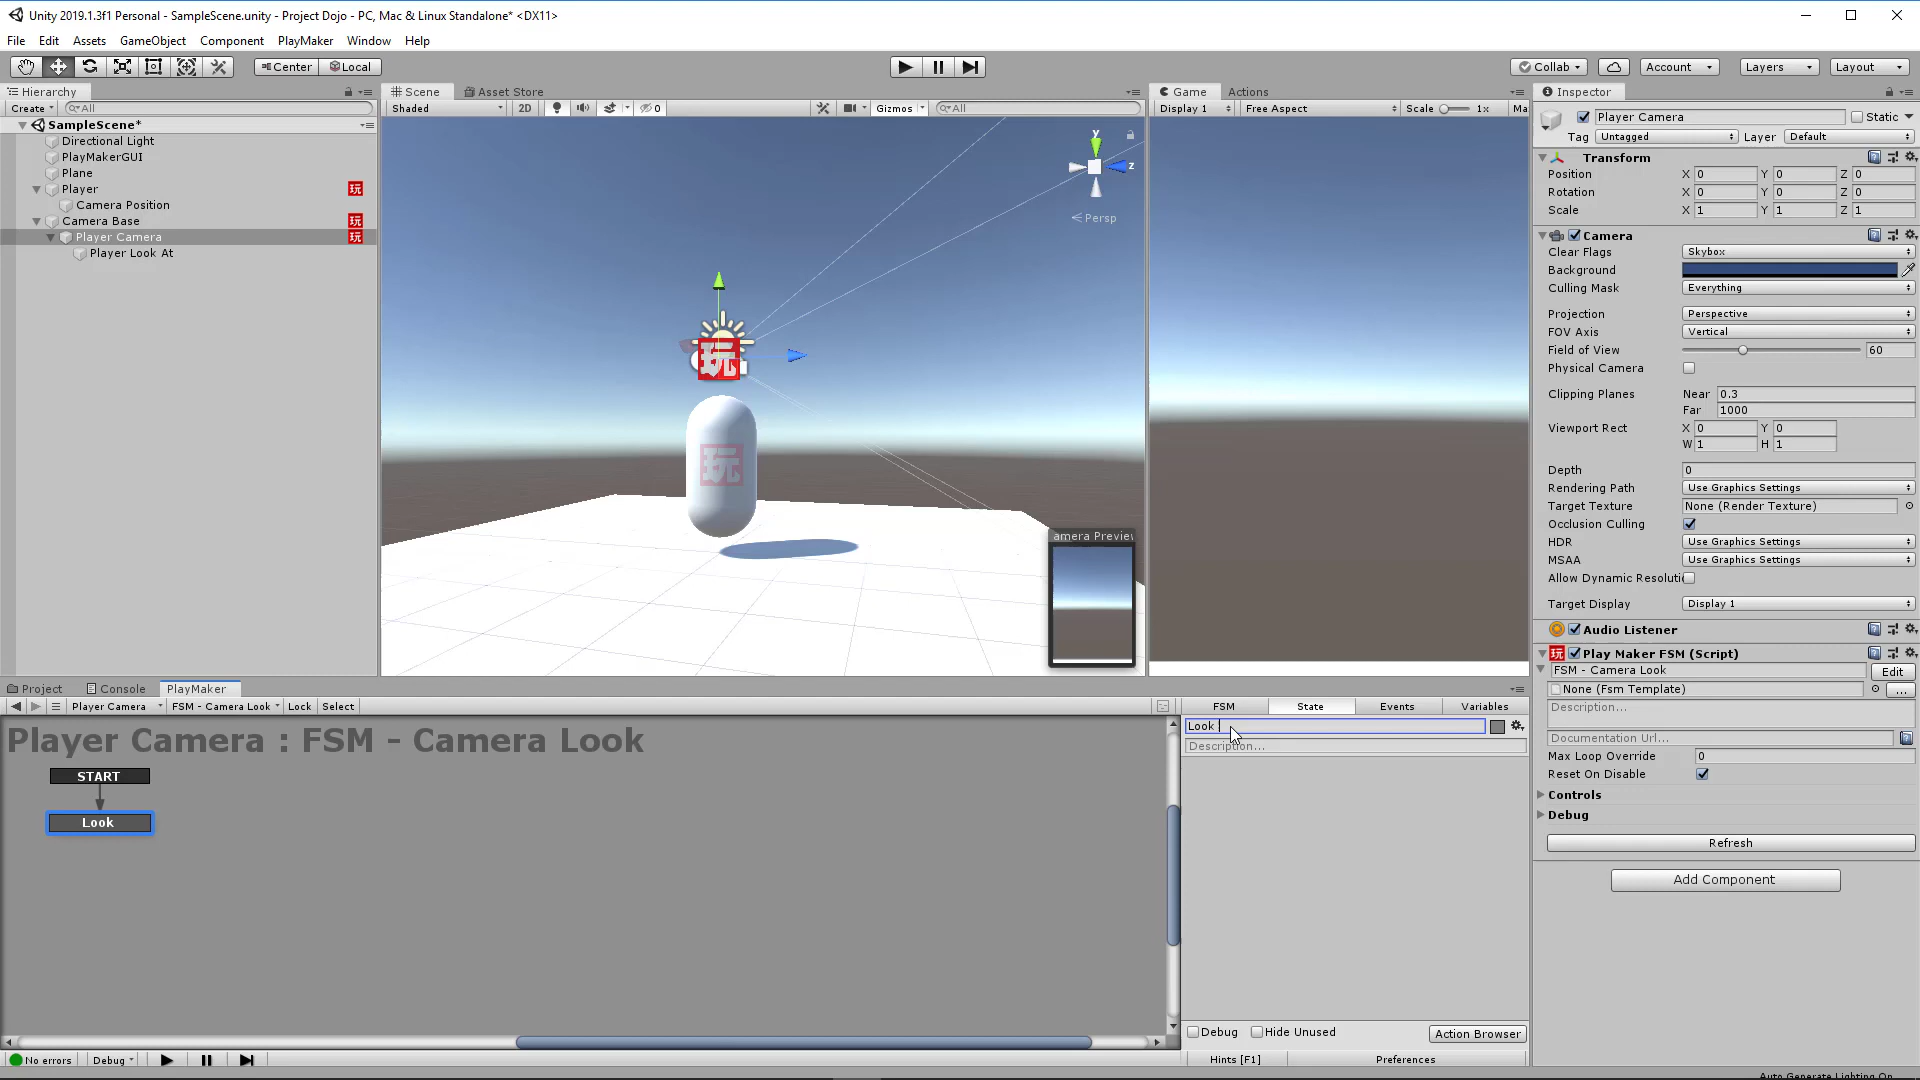 Unity 2019.1.3f1 Personal - SampleScene.unity - Project Dojo - PC, Mac & Linux Standalone* <DX11>
File Edit Assets GameObject Component PlayMaker Window Help
Center Local Collab Account Layers Layout
Hierarchy
Create All
SampleScene*
Directional Light
PlayMakerGUI
Plane
Player 玩
Camera Position
Camera Base 玩
Player Camera 玩
Player Look At
Scene Asset Store
Shaded 2D 0 Gizmos All
y
z
Persp
玩
玩
amera Preview
Game Actions
Display 1 Free Aspect Scale 1x Ma
Inspector
Player Camera Static
Tag Untagged Layer Default
Transform
Position X 0 Y 0 Z 0
Rotation X 0 Y 0 Z 0
Scale X 1 Y 1 Z 1
Camera
Clear Flags Skybox
Background
Culling Mask Everything
Projection Perspective
FOV Axis Vertical
Field of View 60
Physical Camera
Clipping Planes Near 0.3
Far 1000
Viewport Rect X 0 Y 0
W 1 H 1
Depth 0
Rendering Path Use Graphics Settings
Target Texture None (Render Texture)
Occlusion Culling
HDR Use Graphics Settings
MSAA Use Graphics Settings
Allow Dynamic Resoluti
Target Display Display 1
Audio Listener
玩 Play Maker FSM (Script)
FSM - Camera Look Edit
None (Fsm Template) ...
Description...
Documentation Url...
Max Loop Override 0
Reset On Disable
Controls
Debug
Refresh
Add Component
Project Console PlayMaker
Player Camera FSM - Camera Look Lock Select
Player Camera : FSM - Camera Look
START
Look
FSM State Events Variables
Look
Description...
Debug Hide Unused Action Browser
No errors Debug
Hints [F1] Preferences
Auto Generate Lighting On